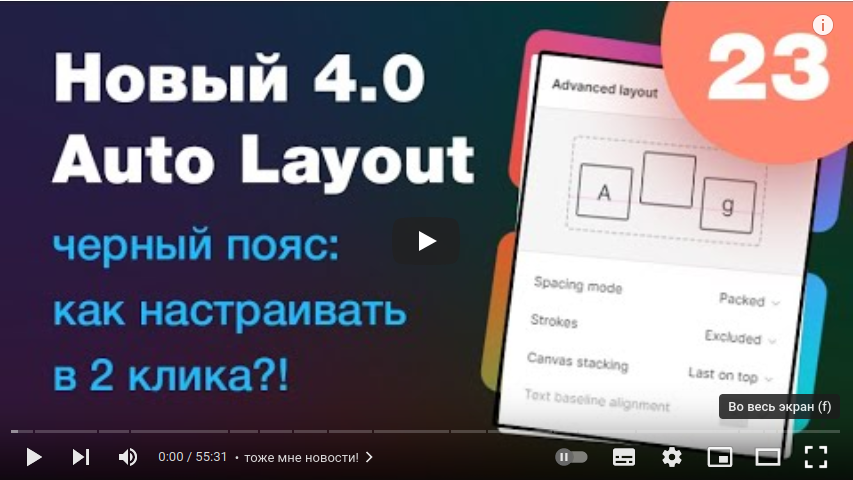 23
Новый 4.0
Auto Layout
черный пояс:
как настраивать
в 2 клика?!
Advanced layout
A
g
Spacing mode
Packed
Strokes
Excluded
Canvas stacking
Last on top
Text baseline alignment
Во весь экран (f)
0:00 / 55:31 • тоже мне новости!